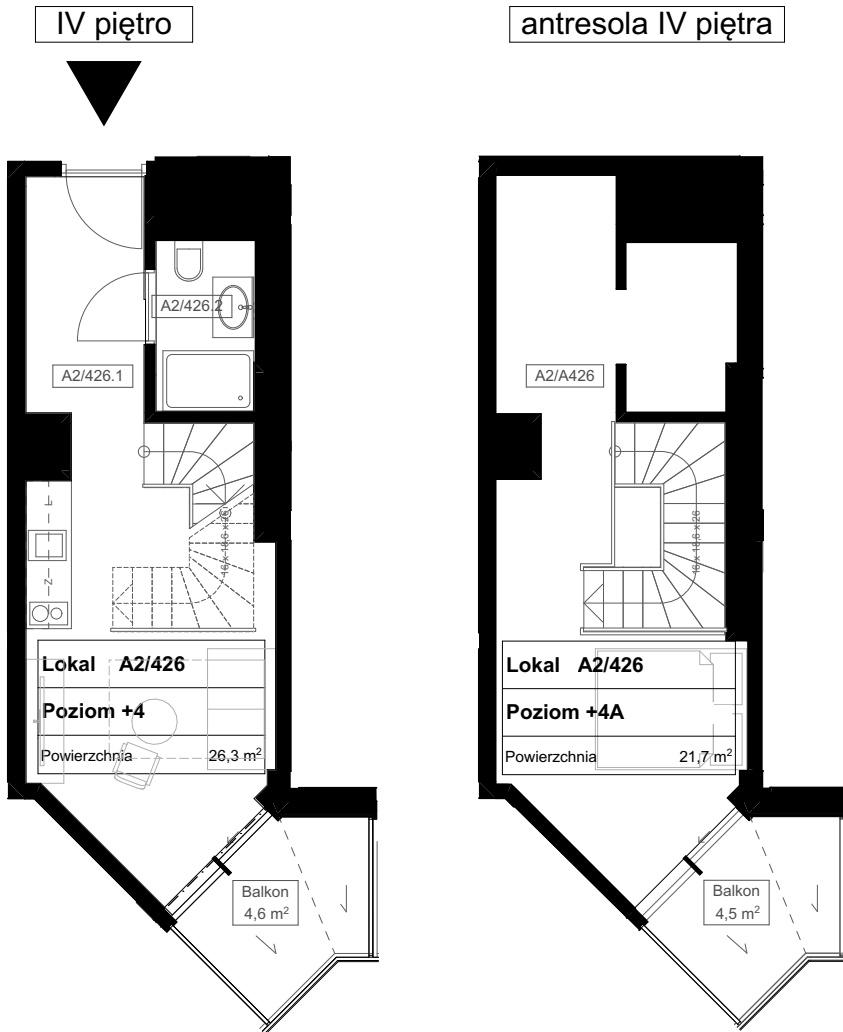 IV piętro
antresola IV piętra
A2/426.2
A2/426.1
L
Z
16 x 18,6 x 26
Lokal A2/426
Poziom +4
Powierzchnia 26,3 m²
Balkon
4,6 m²
A2/A426
16 x 18,6 x 26
Lokal A2/426
Poziom +4A
Powierzchnia 21,7 m²
Balkon
4,5 m²